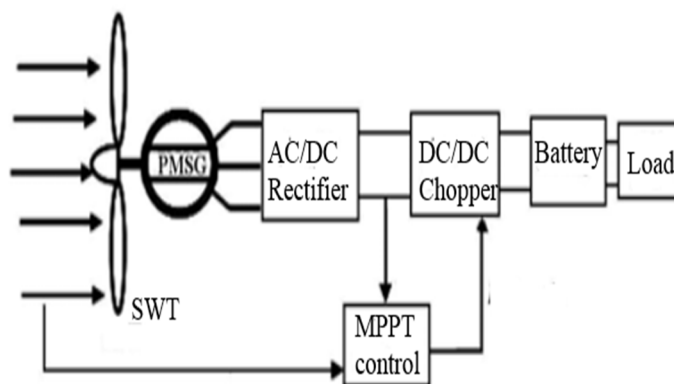 PMSG
AC/DC
Rectifier
DC/DC
Chopper
Battery
Load
SWT
MPPT
control